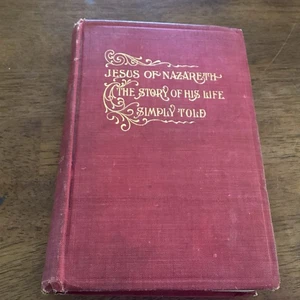 JESUS OF NAZARETH
THE STORY OF HIS LIFE
SIMPLY TOLD